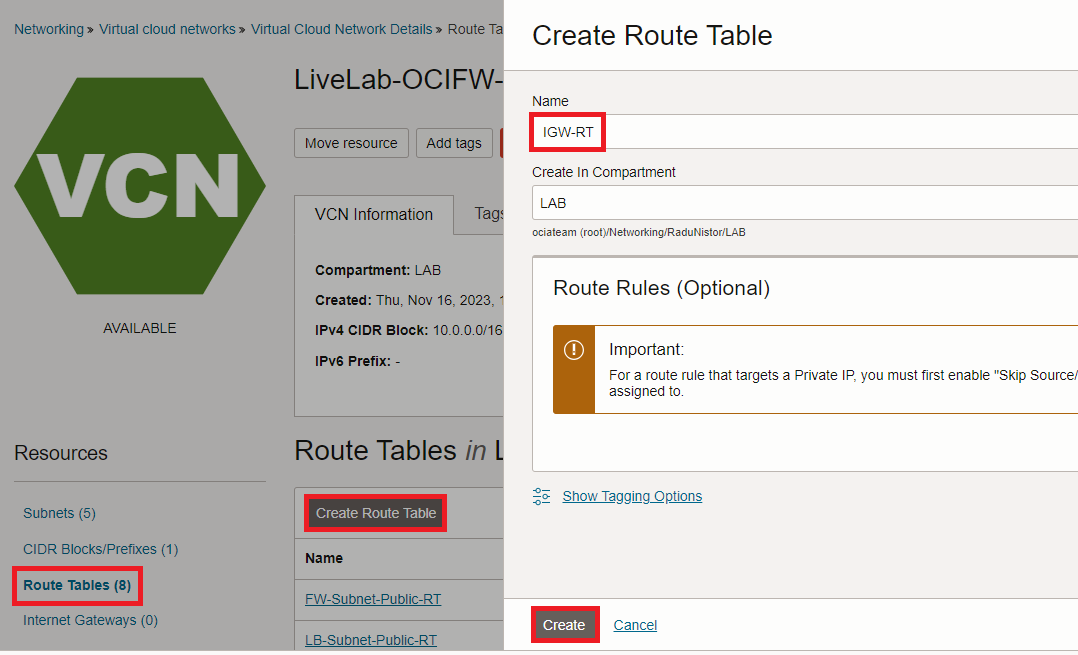 Networking » Virtual cloud networks » Virtual Cloud Network Details » Route Ta
VCN
AVAILABLE
LiveLab-OCIFW-
Move resource
Add tags
VCN Information
Tags
Compartment: LAB
Created: Thu, Nov 16, 2023, 1
IPv4 CIDR Block: 10.0.0.0/16
IPv6 Prefix: -
Resources
Subnets (5)
CIDR Blocks/Prefixes (1)
Route Tables (8)
Internet Gateways (0)
Route Tables in L
Create Route Table
Name
FW-Subnet-Public-RT
LB-Subnet-Public-RT
Create Route Table
Name
IGW-RT
Create In Compartment
LAB
ociateam (root)/Networking/RaduNistor/LAB
Route Rules (Optional)
Important:
For a route rule that targets a Private IP, you must first enable "Skip Source/
assigned to.
Show Tagging Options
Create
Cancel